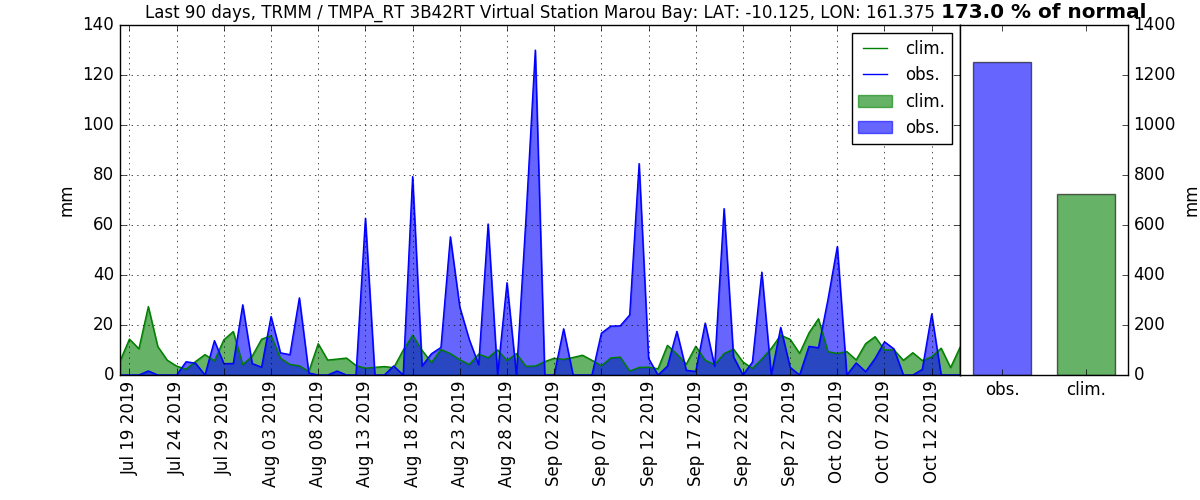 Last 90 days, TRMM / TMPA_RT 3B42RT Virtual Station Marou Bay: LAT: -10.125, LON: 161.375 173.0 % of normal
140
120
100
80
60
40
20
0
mm
clim.
obs.
clim.
obs.
Jul 19 2019
Jul 24 2019
Jul 29 2019
Aug 03 2019
Aug 08 2019
Aug 13 2019
Aug 18 2019
Aug 23 2019
Aug 28 2019
Sep 02 2019
Sep 07 2019
Sep 12 2019
Sep 17 2019
Sep 22 2019
Sep 27 2019
Oct 02 2019
Oct 07 2019
Oct 12 2019
1400
1200
1000
800
600
400
200
0
mm
obs.
clim.